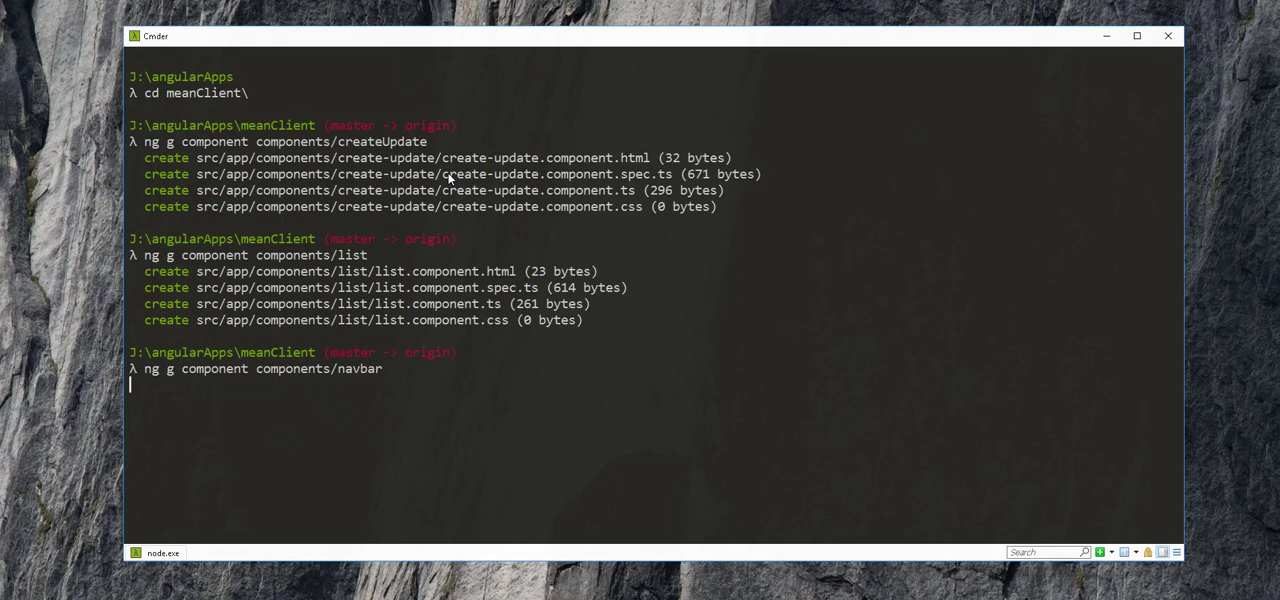 Cmder
J:\angularApps
λ cd meanClient\
J:\angularApps\meanClient (master -> origin)
λ ng g component components/createUpdate
create src/app/components/create-update/create-update.component.html (32 bytes)
create src/app/components/create-update/create-update.component.spec.ts (671 bytes)
create src/app/components/create-update/create-update.component.ts (296 bytes)
create src/app/components/create-update/create-update.component.css (0 bytes)
J:\angularApps\meanClient (master -> origin)
λ ng g component components/list
create src/app/components/list/list.component.html (23 bytes)
create src/app/components/list/list.component.spec.ts (614 bytes)
create src/app/components/list/list.component.ts (261 bytes)
create src/app/components/list/list.component.css (0 bytes)
J:\angularApps\meanClient (master -> origin)
λ ng g component components/navbar
node.exe
Search